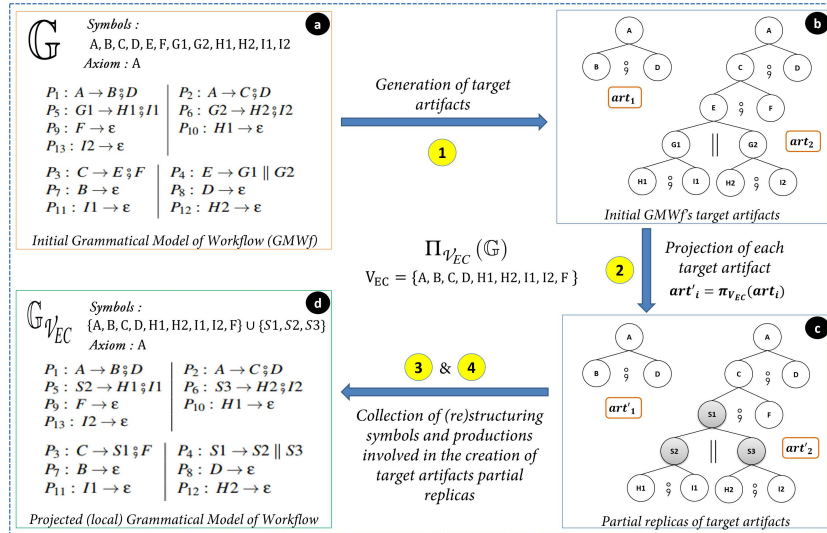 𝔾
a
Symbols :
A, B, C, D, E, F, G1, G2, H1, H2, I1, I2
Axiom : A
P1 : A → B⨟D
P2 : A → C⨟D
P5 : G1 → H1⨟I1
P6 : G2 → H2⨟I2
P9 : F → ε
P10 : H1 → ε
P13 : I2 → ε
P3 : C → E⨟F
P4 : E → G1 ∥ G2
P7 : B → ε
P8 : D → ε
P11 : I1 → ε
P12 : H2 → ε
Initial Grammatical Model of Workflow (GMWf)
Generation of target
artifacts
1
b
A
B ⨟ D
art1
A
C ⨟ D
E ⨟ F
G1 ∥ G2
art2
H1 ⨟ I1 H2 ⨟ I2
Initial GMWf's target artifacts
Π𝒱EC (𝔾)
VEC = {A, B, C, D, H1, H2, I1, I2, F }
2
Projection of each
target artifact
art'i = πVEC(arti)
c
A
B ⨟ D
art'1
A
C ⨟ D
S1 ⨟ F
S2 ∥ S3
art'2
H1 ⨟ I1 H2 ⨟ I2
Partial replicas of target artifacts
3 & 4
Collection of (re)structuring
symbols and productions
involved in the creation of
target artifacts partial
replicas
𝔾𝒱EC
d
Symbols :
{A, B, C, D, H1, H2, I1, I2, F} ∪ {S1, S2, S3}
Axiom : A
P1 : A → B⨟D
P2 : A → C⨟D
P5 : S2 → H1⨟I1
P6 : S3 → H2⨟I2
P9 : F → ε
P10 : H1 → ε
P13 : I2 → ε
P3 : C → S1⨟F
P4 : S1 → S2 ∥ S3
P7 : B → ε
P8 : D → ε
P11 : I1 → ε
P12 : H2 → ε
Projected (local) Grammatical Model of Workflow